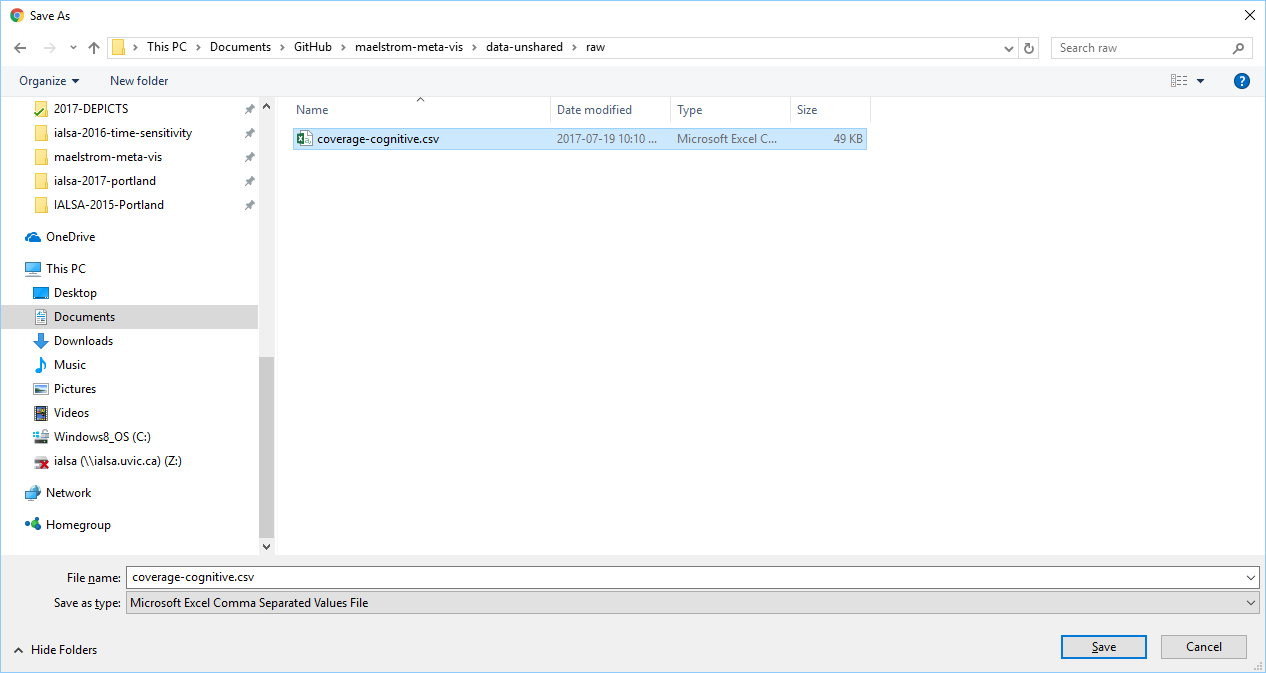 Save As
This PC > Documents > GitHub > maelstrom-meta-vis > data-unshared > raw
Search raw
Organize
New folder
?
2017-DEPICTS
ialsa-2016-time-sensitivity
maelstrom-meta-vis
ialsa-2017-portland
IALSA-2015-Portland
OneDrive
This PC
Desktop
Documents
Downloads
Music
Pictures
Videos
Windows8_OS (C:)
ialsa (\\ialsa.uvic.ca) (Z:)
Network
Homegroup
Name Date modified Type Size
coverage-cognitive.csv 2017-07-19 10:10 ... Microsoft Excel C... 49 KB
File name: coverage-cognitive.csv
Save as type: Microsoft Excel Comma Separated Values File
Hide Folders
Save
Cancel